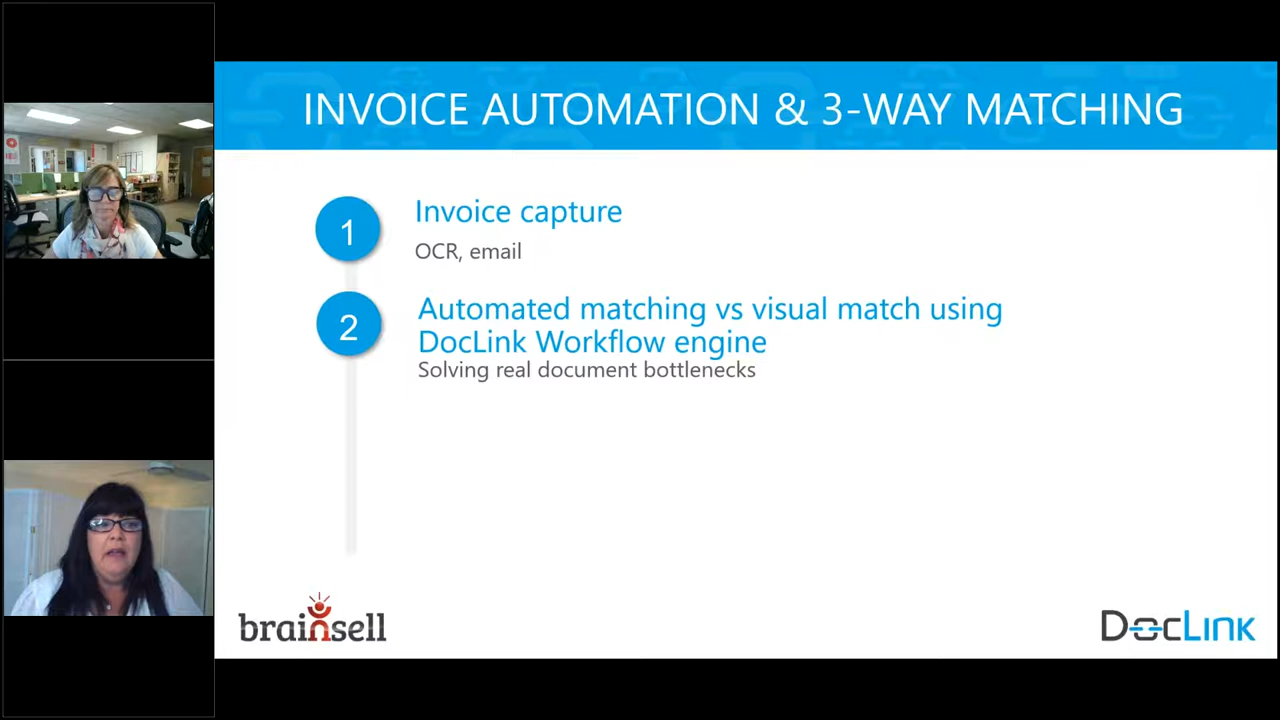 INVOICE AUTOMATION & 3-WAY MATCHING
1
Invoice capture
OCR, email
2
Automated matching vs visual match using
DocLink Workflow engine
Solving real document bottlenecks
brainsell
DocLink